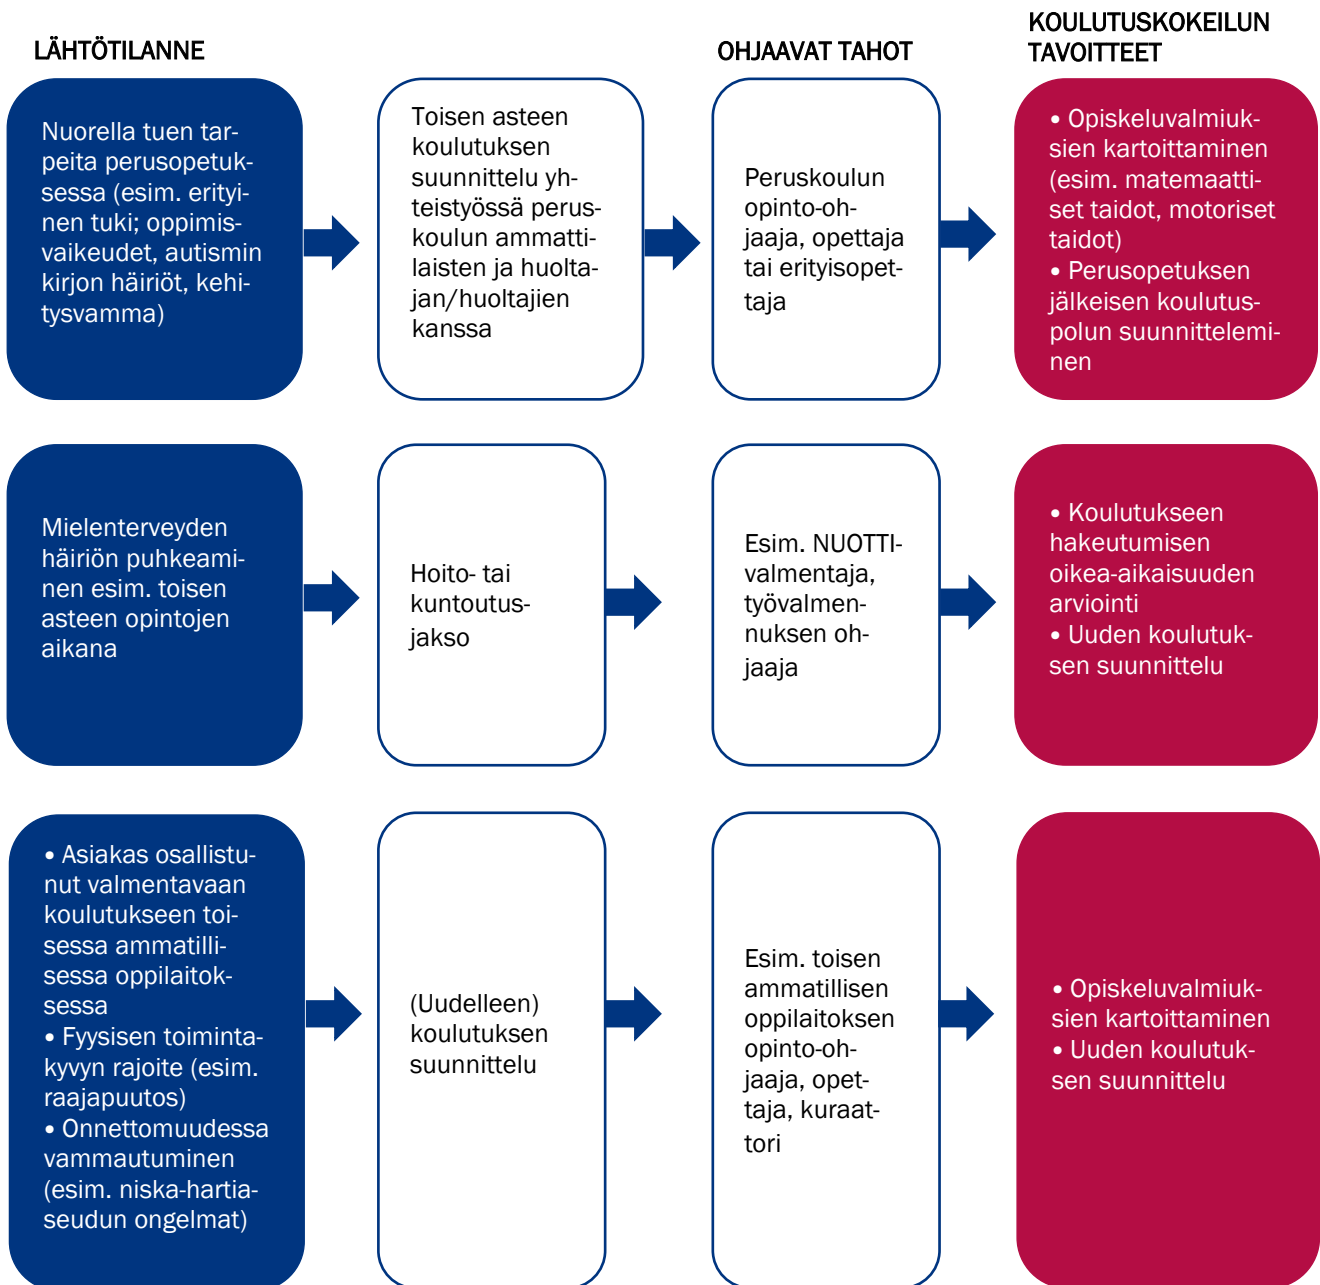 LÄHTÖTILANNE
OHJAAVAT TAHOT
KOULUTUSKOKEILUN
TAVOITTEET
Nuorella tuen tar-
peita perusopetuk-
sessa (esim. erityi-
nen tuki; oppimis-
vaikeudet, autismin
kirjon häiriöt, kehi-
tysvamma)
Toisen asteen
koulutuksen
suunnittelu yh-
teistyössä perus-
koulun ammatti-
laisten ja huolta-
jan/huoltajien
kanssa
Peruskoulun
opinto-oh-
jaaja, opettaja
tai erityisopet-
taja
• Opiskeluvalmiuk-
sien kartoittaminen
(esim. matemaatti-
set taidot, motoriset
taidot)
• Perusopetuksen
jälkeisen koulutus-
polun suunnittelemi-
nen
Mielenterveyden
häiriön puhkeami-
nen esim. toisen
asteen opintojen
aikana
Hoito- tai
kuntoutus-
jakso
Esim. NUOTTI-
valmentaja,
työvalmen-
nuksen oh-
jaaja
• Koulutukseen
hakeutumisen
oikea-aikaisuuden
arviointi
• Uuden koulutuk-
sen suunnittelu
• Asiakas osallistu-
nut valmentavaan
koulutukseen toi-
sessa ammatilli-
sessa oppilaitok-
sessa
• Fyysisen toiminta-
kyvyn rajoite (esim.
raajapuutos)
• Onnettomuudessa
vammautuminen
(esim. niska-hartia-
seudun ongelmat)
(Uudelleen)
koulutuksen
suunnittelu
Esim. toisen
ammatillisen
oppilaitoksen
opinto-oh-
jaaja, opet-
taja, kuraat-
tori
• Opiskeluvalmiuk-
sien kartoittaminen
• Uuden koulutuk-
sen suunnittelu